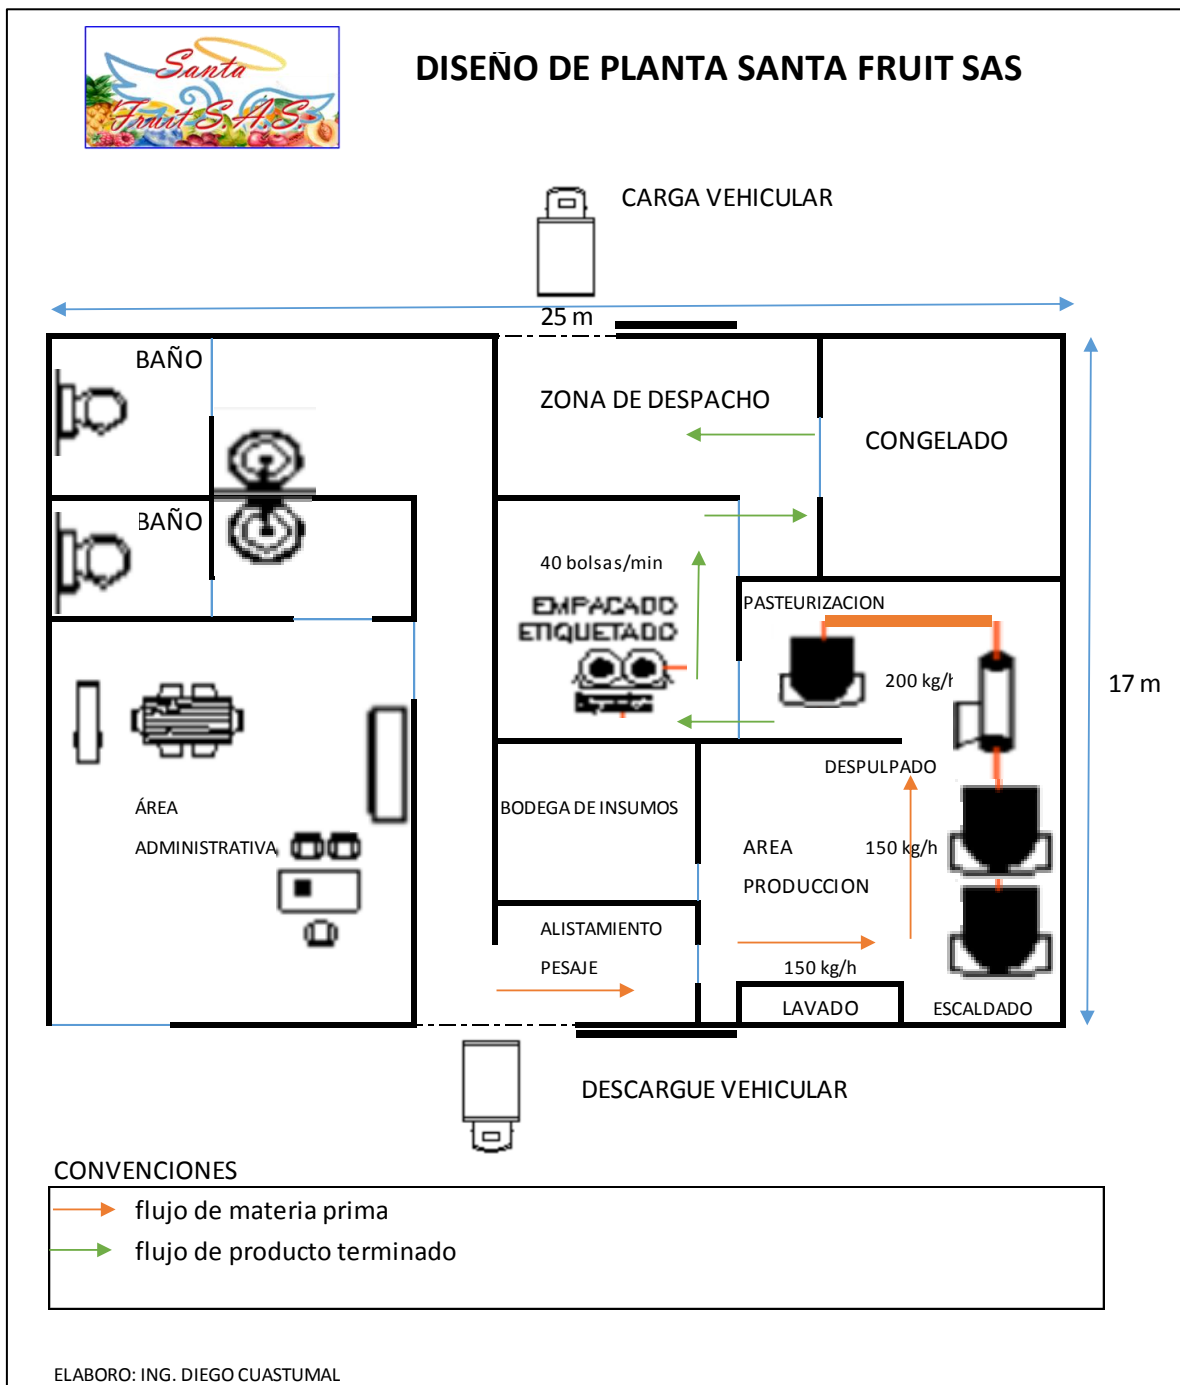 Santa
Fruit S.A.S.
DISEÑO DE PLANTA SANTA FRUIT SAS
CARGA VEHICULAR
25 m
BAÑO
ZONA DE DESPACHO
CONGELADO
BAÑO
40 bolsas/min
EMPACADO
ETIQUETADO
PASTEURIZACION
200 kg/h
17 m
DESPULPADO
ÁREA
ADMINISTRATIVA
BODEGA DE INSUMOS
AREA
PRODUCCION
150 kg/h
ALISTAMIENTO
PESAJE
150 kg/h
LAVADO
ESCALDADO
DESCARGUE VEHICULAR
CONVENCIONES
flujo de materia prima
flujo de producto terminado
ELABORO: ING. DIEGO CUASTUMAL